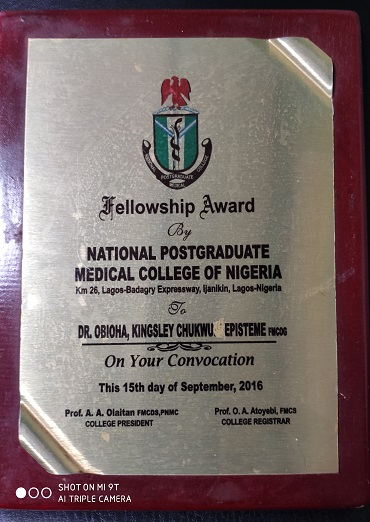 Fellowship Award
By
NATIONAL POSTGRADUATE
MEDICAL COLLEGE OF NIGERIA
Km 26, Lagos-Badagry Expressway, Ijanikin, Lagos-Nigeria
To
DR. OBIOHA, KINGSLEY EPISTEME FMCOG
On Your Convocation
This 15th day of September, 2016
Prof. A. A. Olaitan FMCDS,PNMC
COLLEGE PRESIDENT
Prof. O. A. Atoyebi, FMCS
COLLEGE REGISTRAR
SHOT ON MI 9T
AI TRIPLE CAMERA